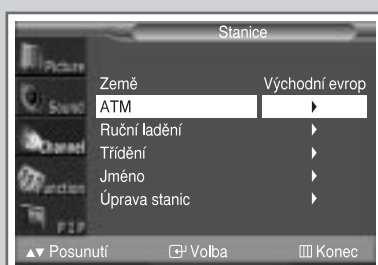 Stanice
Picture
Země Východní evrop
Sound
ATM
Ruční ladění
Channel
Třídění
Jméno
Function
Úprava stanic
PIP
Posunutí Volba Konec